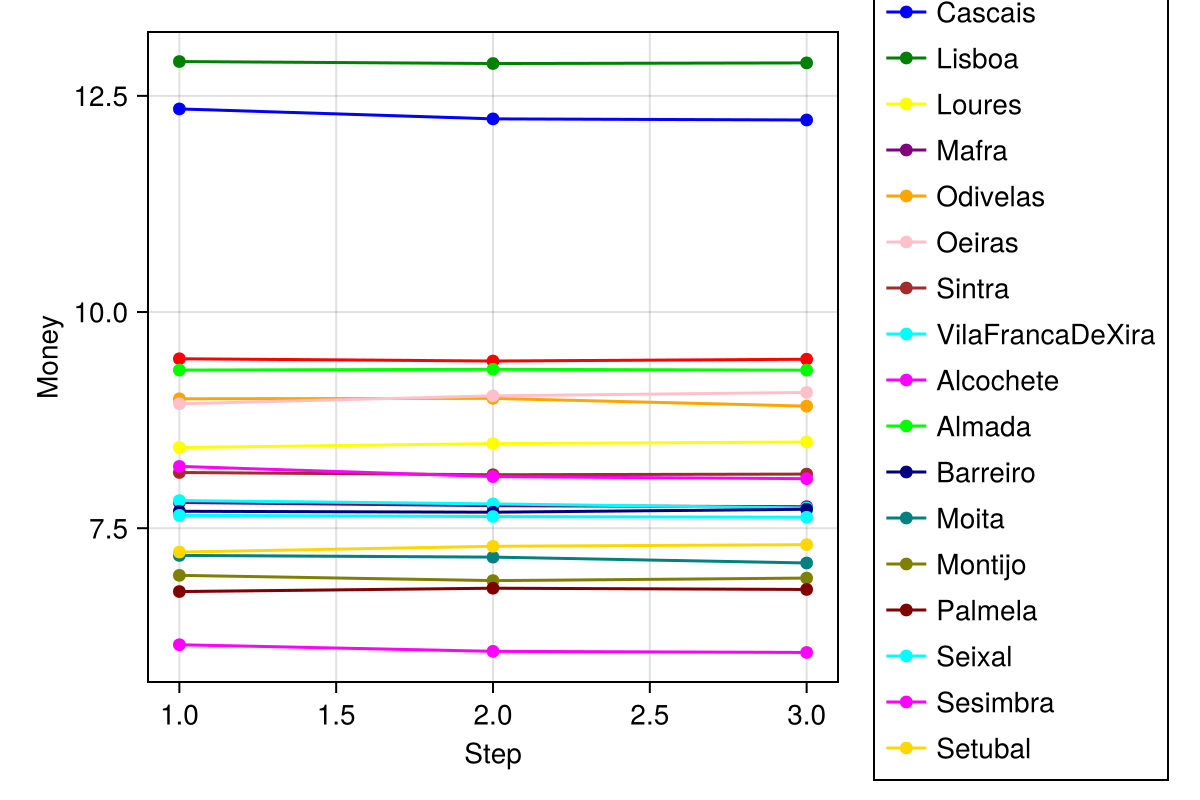 Cascais
Lisboa
Loures
Mafra
Odivelas
Oeiras
Sintra
VilaFrancaDeXira
Alcochete
Almada
Barreiro
Moita
Montijo
Palmela
Seixal
Sesimbra
Setubal
12.5
10.0
7.5
Money
1.0 1.5 2.0 2.5 3.0
Step